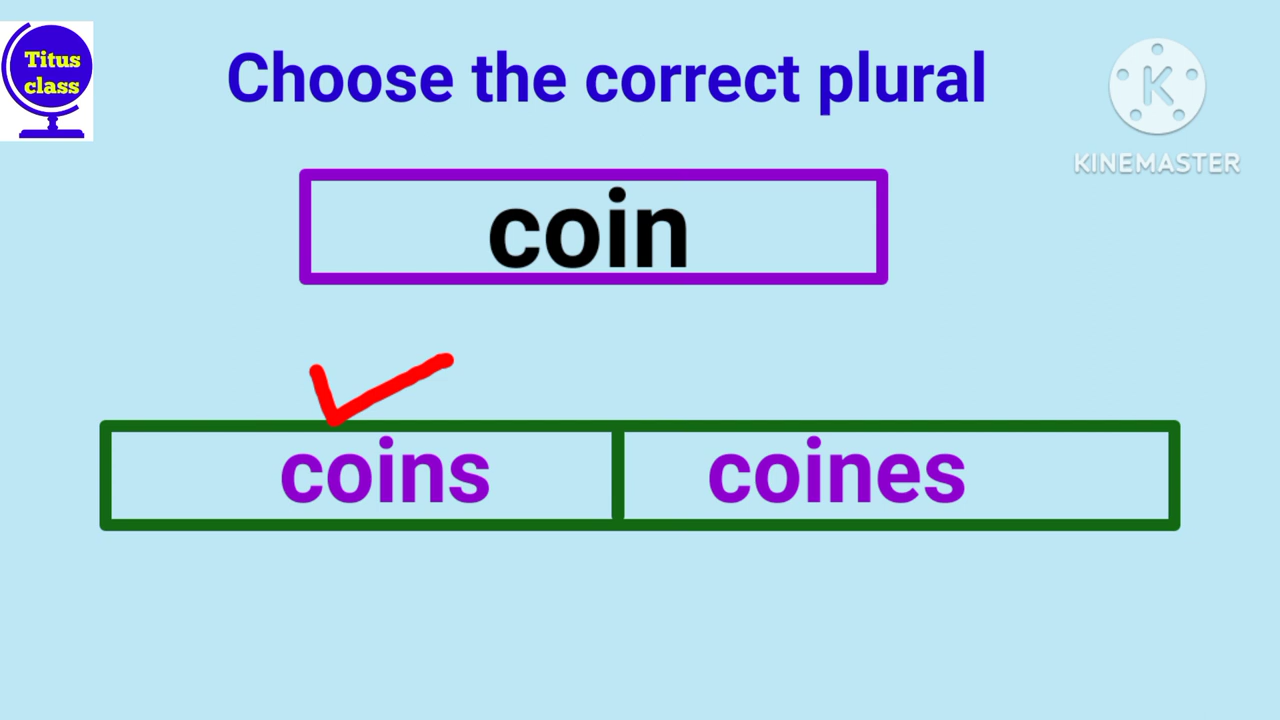 Titus
class
Choose the correct plural
K
KINEMASTER
coin
coins
coines